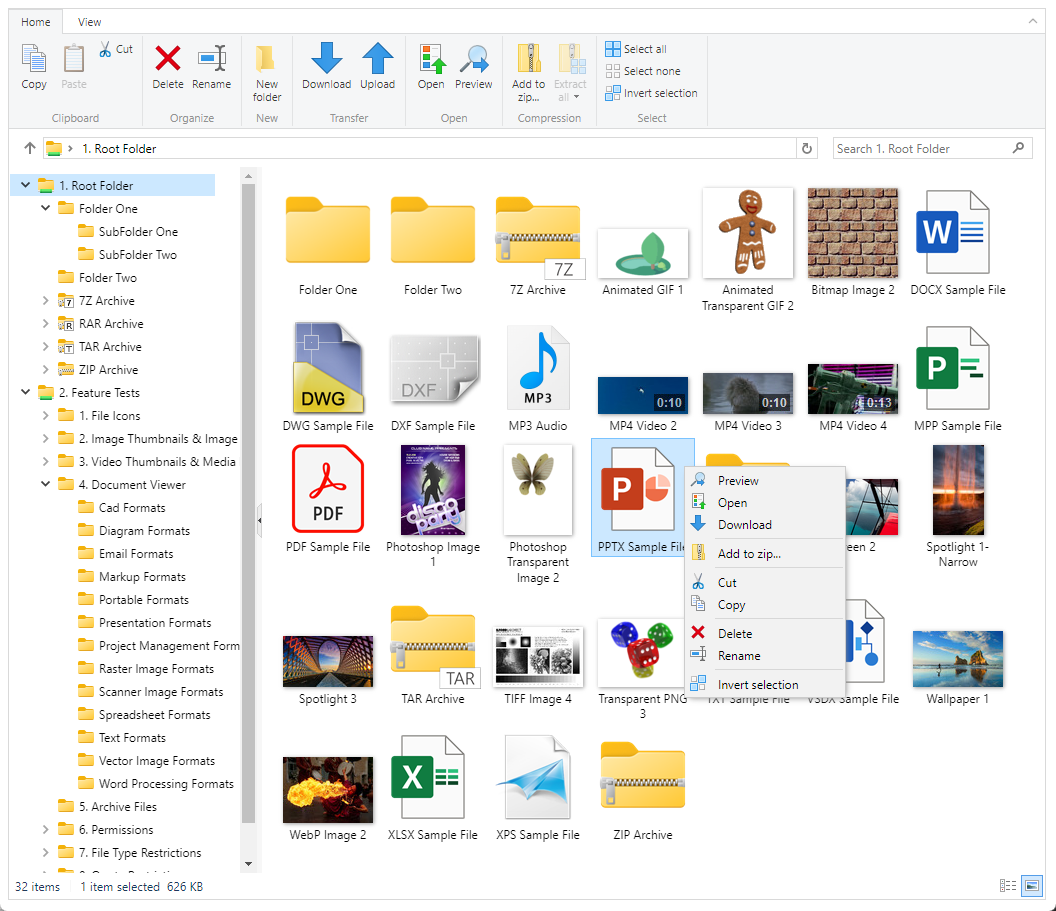 Home View
Copy
Paste
Cut
Clipboard
Delete
Rename
Organize
New
folder
New
Download
Upload
Transfer
Open
Preview
Open
Add to
zip...
Extract
all
Compression
Select all
Select none
Invert selection
Select
1. Root Folder
Search 1. Root Folder
1. Root Folder
Folder One
SubFolder One
SubFolder Two
Folder Two
7Z Archive
RAR Archive
TAR Archive
ZIP Archive
2. Feature Tests
1. File Icons
2. Image Thumbnails & Image
3. Video Thumbnails & Media
4. Document Viewer
Cad Formats
Diagram Formats
Email Formats
Markup Formats
Portable Formats
Presentation Formats
Project Management Form
Raster Image Formats
Scanner Image Formats
Spreadsheet Formats
Text Formats
Vector Image Formats
Word Processing Formats
5. Archive Files
6. Permissions
7. File Type Restrictions
Folder One
Folder Two
7Z
7Z Archive
Animated GIF 1
Animated
Transparent GIF 2
Bitmap Image 2
W
DOCX Sample File
DWG
DWG Sample File
DXF
DXF Sample File
MP3
MP3 Audio
0:10
MP4 Video 2
0:10
MP4 Video 3
0:13
MP4 Video 4
P
MPP Sample File
PDF
PDF Sample File
disco
party
Photoshop Image
1
Photoshop
Transparent
Image 2
P
PPTX Sample File
een 2
Spotlight 1-
Narrow
Preview
Open
Download
Add to zip...
Cut
Copy
Delete
Rename
Invert selection
Spotlight 3
TAR
TAR Archive
TIFF Image 4
Transparent PNG
3
TXT Sample File
VSDX Sample File
Wallpaper 1
WebP Image 2
X
XLSX Sample File
XPS Sample File
ZIP Archive
32 items 1 item selected 626 KB